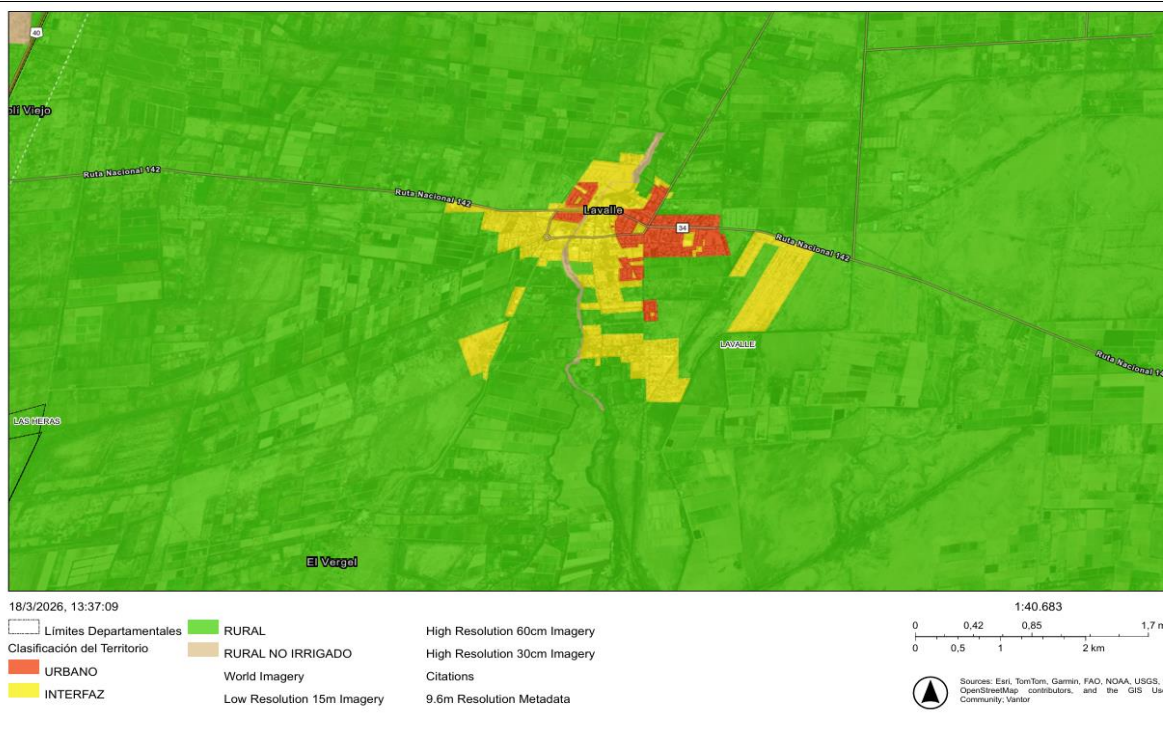 40
oli Viejo
Ruta Nacional 142
Ruta Nacional 142
Lavalle
34
Ruta Nacional 142
LAVALLE
Ruta Nacional 14
LAS HERAS
El Vergel
18/3/2026, 13:37:09
Límites Departamentales
Clasificación del Territorio
URBANO
INTERFAZ
RURAL
RURAL NO IRRIGADO
World Imagery
Low Resolution 15m Imagery
High Resolution 60cm Imagery
High Resolution 30cm Imagery
Citations
9.6m Resolution Metadata
1:40.683
0 0,42 0,85 1,7 m
0 0,5 1 2 km
Sources: Esri, TomTom, Garmin, FAO, NOAA, USGS,
OpenStreetMap contributors, and the GIS Use
Community; Vantor